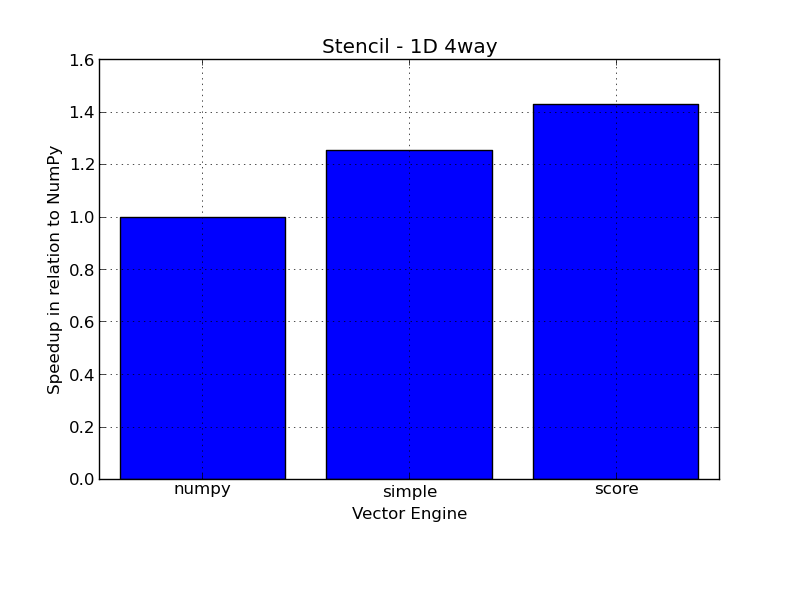 Stencil - 1D 4way
1.6
1.4
1.2
1.0
0.8
0.6
0.4
0.2
0.0
Speedup in relation to NumPy
numpy
simple
score
Vector Engine